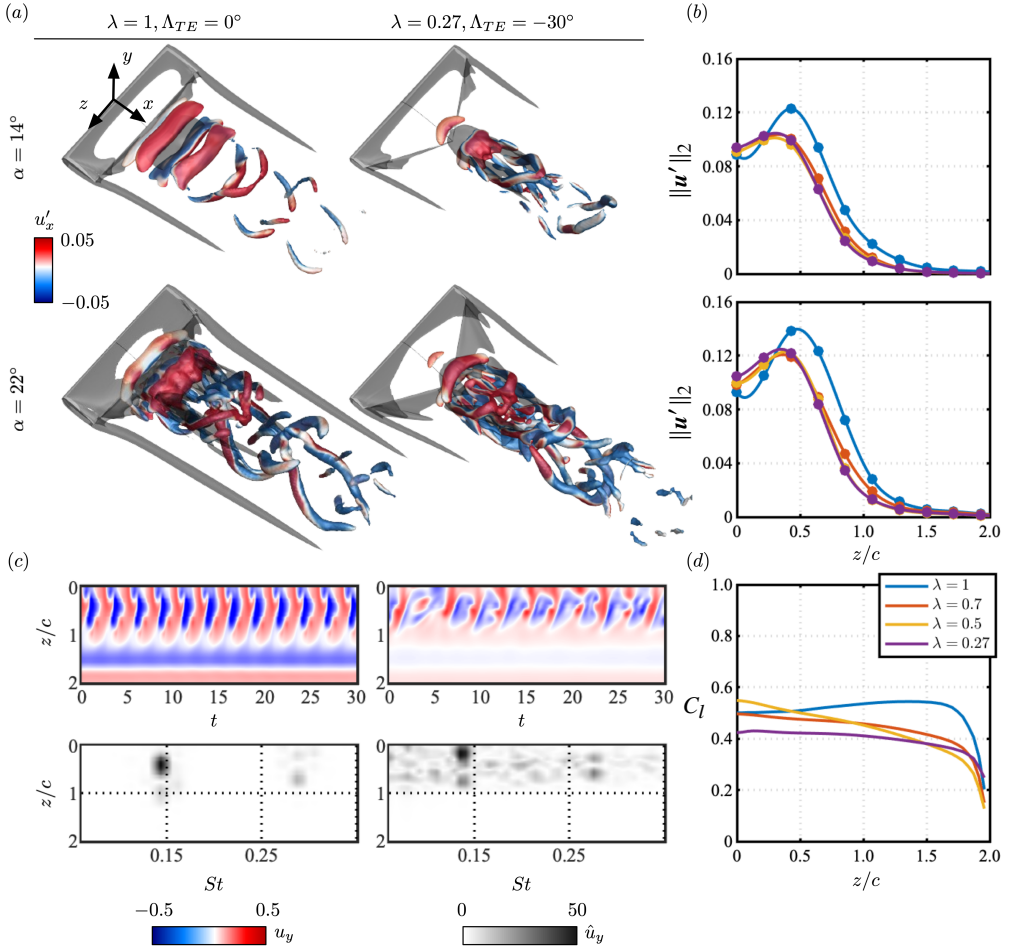 (a)
λ = 1, Λ_TE = 0°
λ = 0.27, Λ_TE = −30°
y
z
x
α = 14°
u′_x
0.05
−0.05
α = 22°
(b)
0.16
0.12
0.08
0.04
0
||u′||₂
0.16
0.12
0.08
0.04
0
||u′||₂
0 0.5 1.0 1.5 2.0
z/c
(c)
0
1
2
z/c
0 5 10 15 20 25 30
t
0 5 10 15 20 25 30
t
0
1
2
z/c
0.15 0.25
St
0.15 0.25
St
−0.5 0.5
u_y
0 50
û_y
(d)
1.0
0.8
0.6
0.4
0.2
0
C_l
λ = 1
λ = 0.7
λ = 0.5
λ = 0.27
0 0.5 1.0 1.5 2.0
z/c